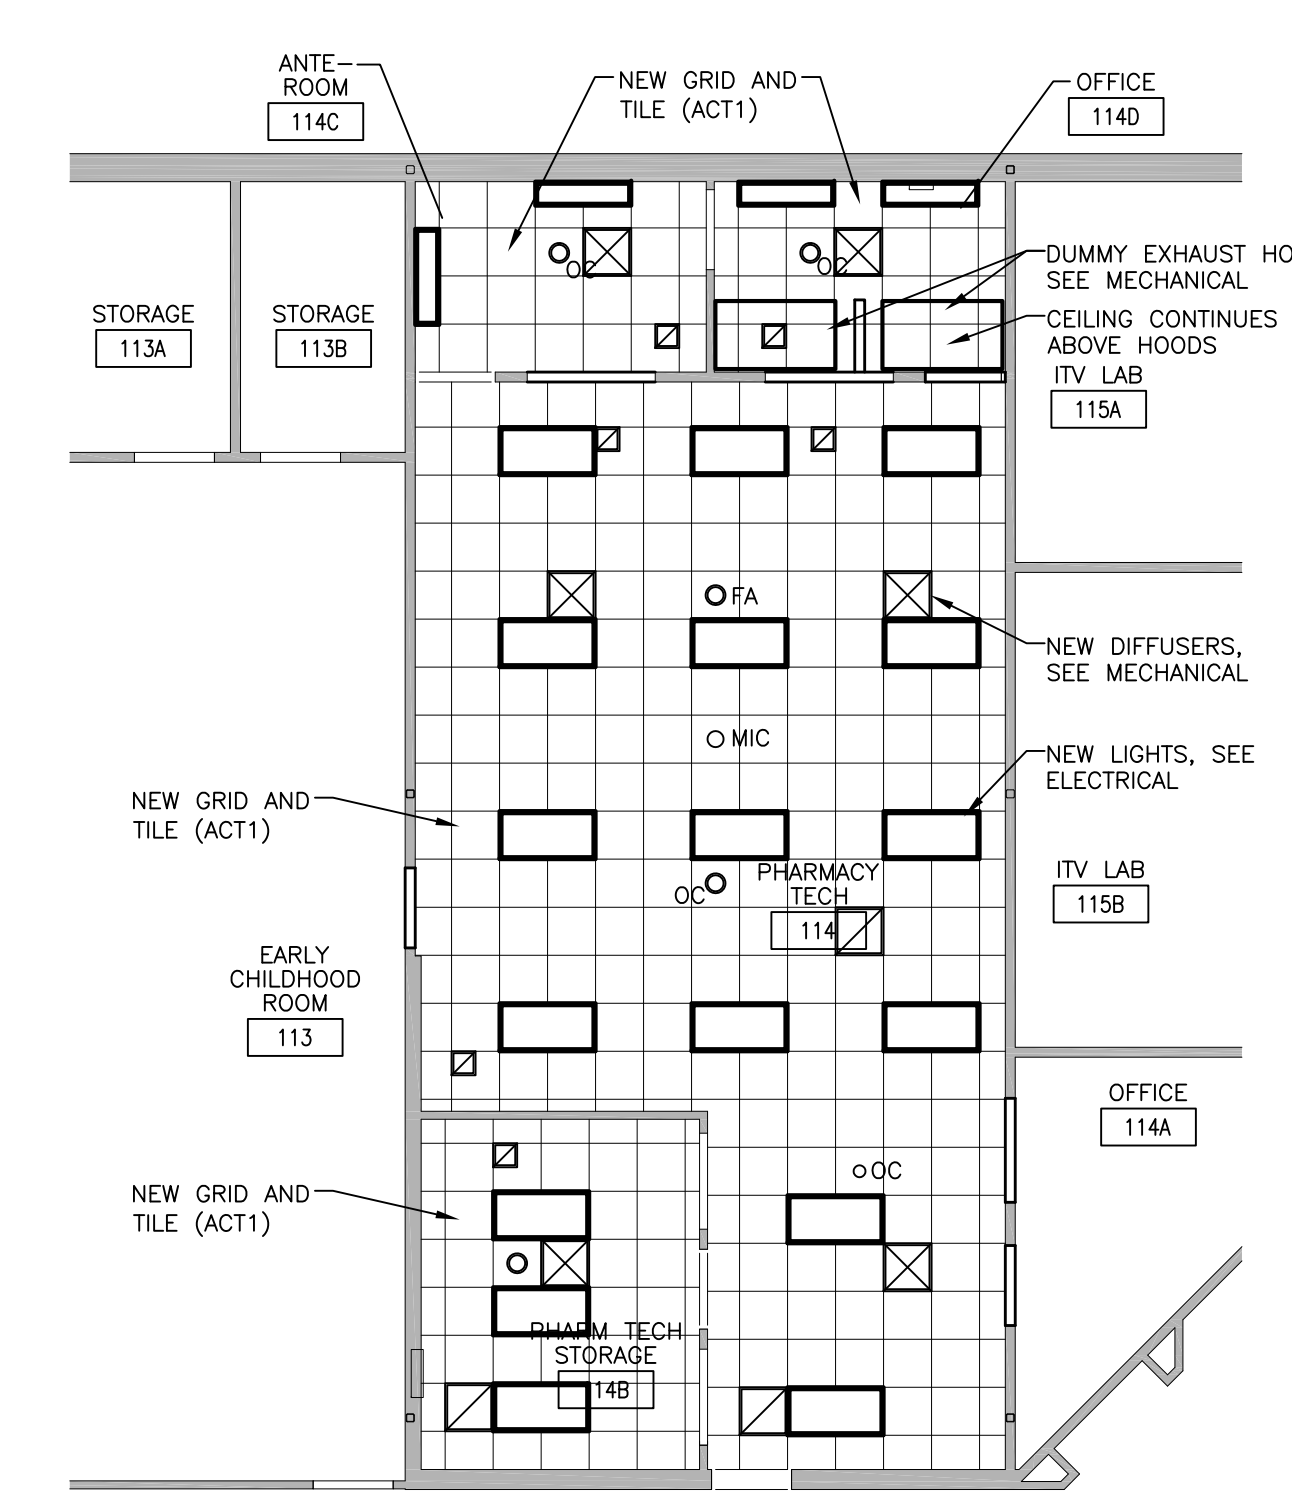 ANTE-
ROOM
114C
NEW GRID AND
TILE (ACT1)
OFFICE
114D
OC
OC
DUMMY EXHAUST HO
SEE MECHANICAL
CEILING CONTINUES
ABOVE HOODS
STORAGE
113A
STORAGE
113B
ITV LAB
115A
FA
NEW DIFFUSERS,
SEE MECHANICAL
MIC
NEW LIGHTS, SEE
ELECTRICAL
NEW GRID AND
TILE (ACT1)
OC
PHARMACY
TECH
114
ITV LAB
115B
EARLY
CHILDHOOD
ROOM
113
OFFICE
114A
OC
NEW GRID AND
TILE (ACT1)
PHARM TECH
STORAGE
14B